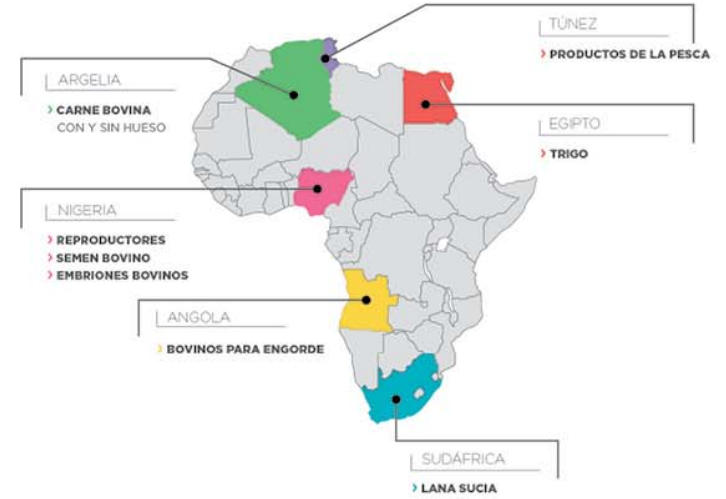 TÚNEZ
› PRODUCTOS DE LA PESCA
ARGELIA
› CARNE BOVINA
CON Y SIN HUESO
EGIPTO
› TRIGO
NIGERIA
› REPRODUCTORES
› SEMEN BOVINO
› EMBRIONES BOVINOS
ANGOLA
› BOVINOS PARA ENGORDE
SUDÁFRICA
› LANA SUCIA